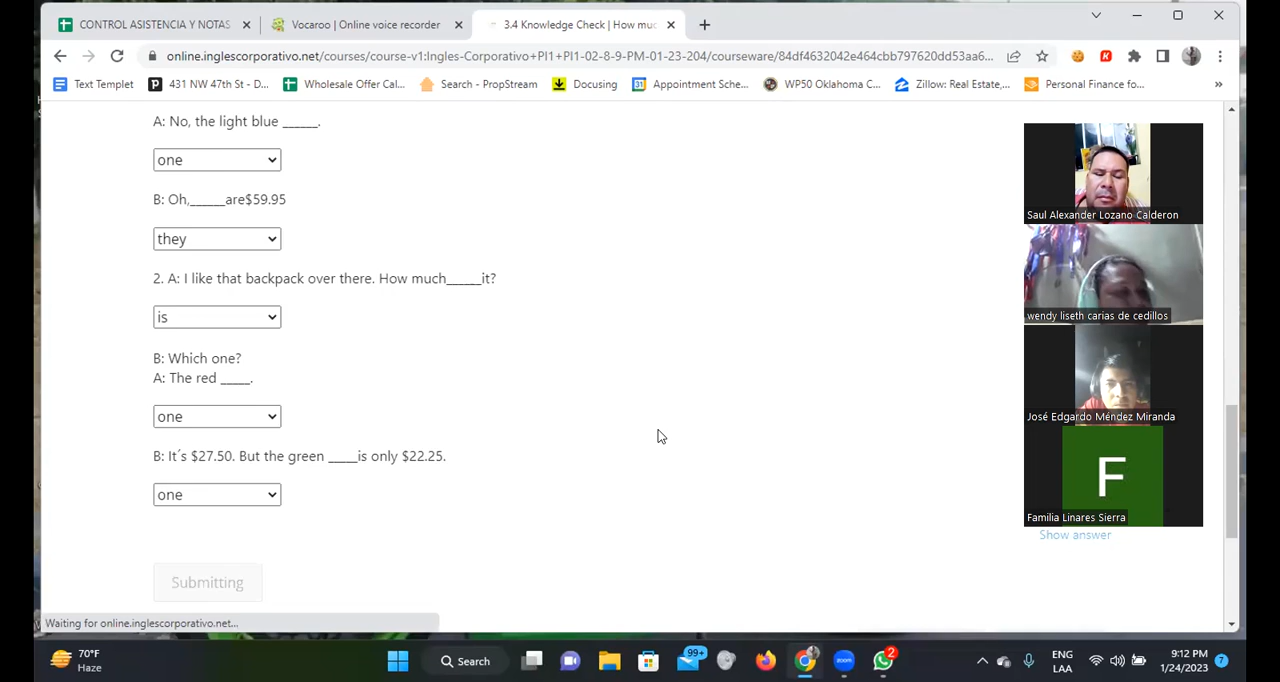 CONTROL ASISTENCIA Y NOTAS
Vocaroo | Online voice recorder
3.4 Knowledge Check | How muc
online.inglescorporativo.net/courses/course-v1:Ingles-Corporativo+PI1+PI1-02-8-9-PM-01-23-204/courseware/84df4632042e464cbb797620dd53aa6...
Text Templet
431 NW 47th St - D...
Wholesale Offer Cal...
Search - PropStream
Docusing
Appointment Sche...
WP50 Oklahoma C...
Zillow: Real Estate,...
Personal Finance fo...
»
A: No, the light blue ______.
one
B: Oh,______are$59.95
they
2. A: I like that backpack over there. How much______it?
is
B: Which one?
A: The red _____.
one
B: It´s $27.50. But the green _____is only $22.25.
one
Submitting
Show answer
Saul Alexander Lozano Calderon
wendy liseth carias de cedillos
José Edgardo Méndez Miranda
F
Familia Linares Sierra
Waiting for online.inglescorporativo.net...
70°F
Haze
Search
99+
zoom
2
ENG
LAA
9:12 PM
1/24/2023
7